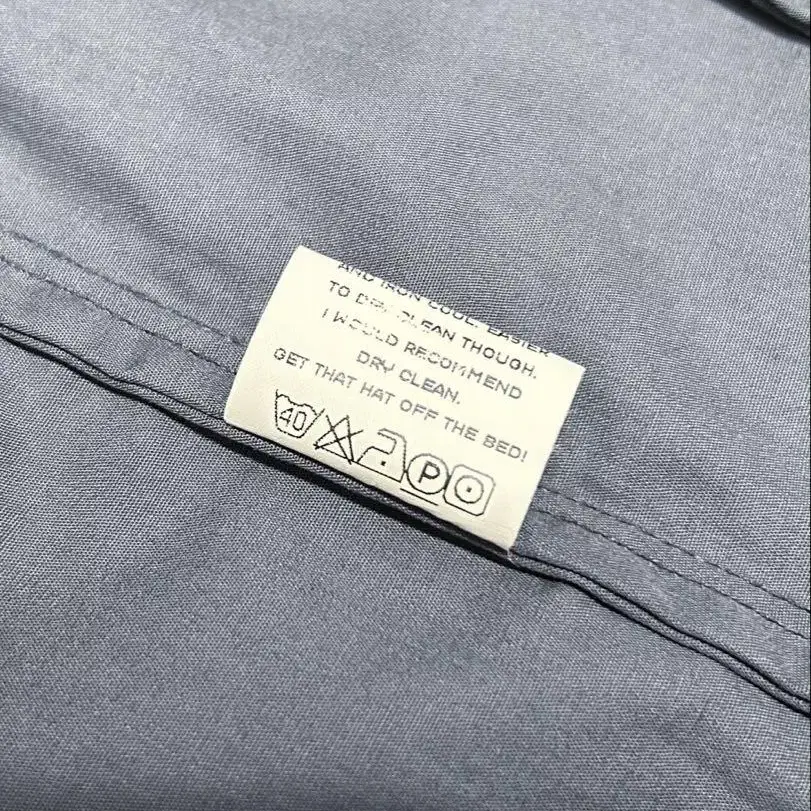 AND IRON COOL. EASIER
TO DRY CLEAN THOUGH.
I WOULD RECOMMEND
DRY CLEAN.
GET THAT HAT OFF THE BED!
40 P